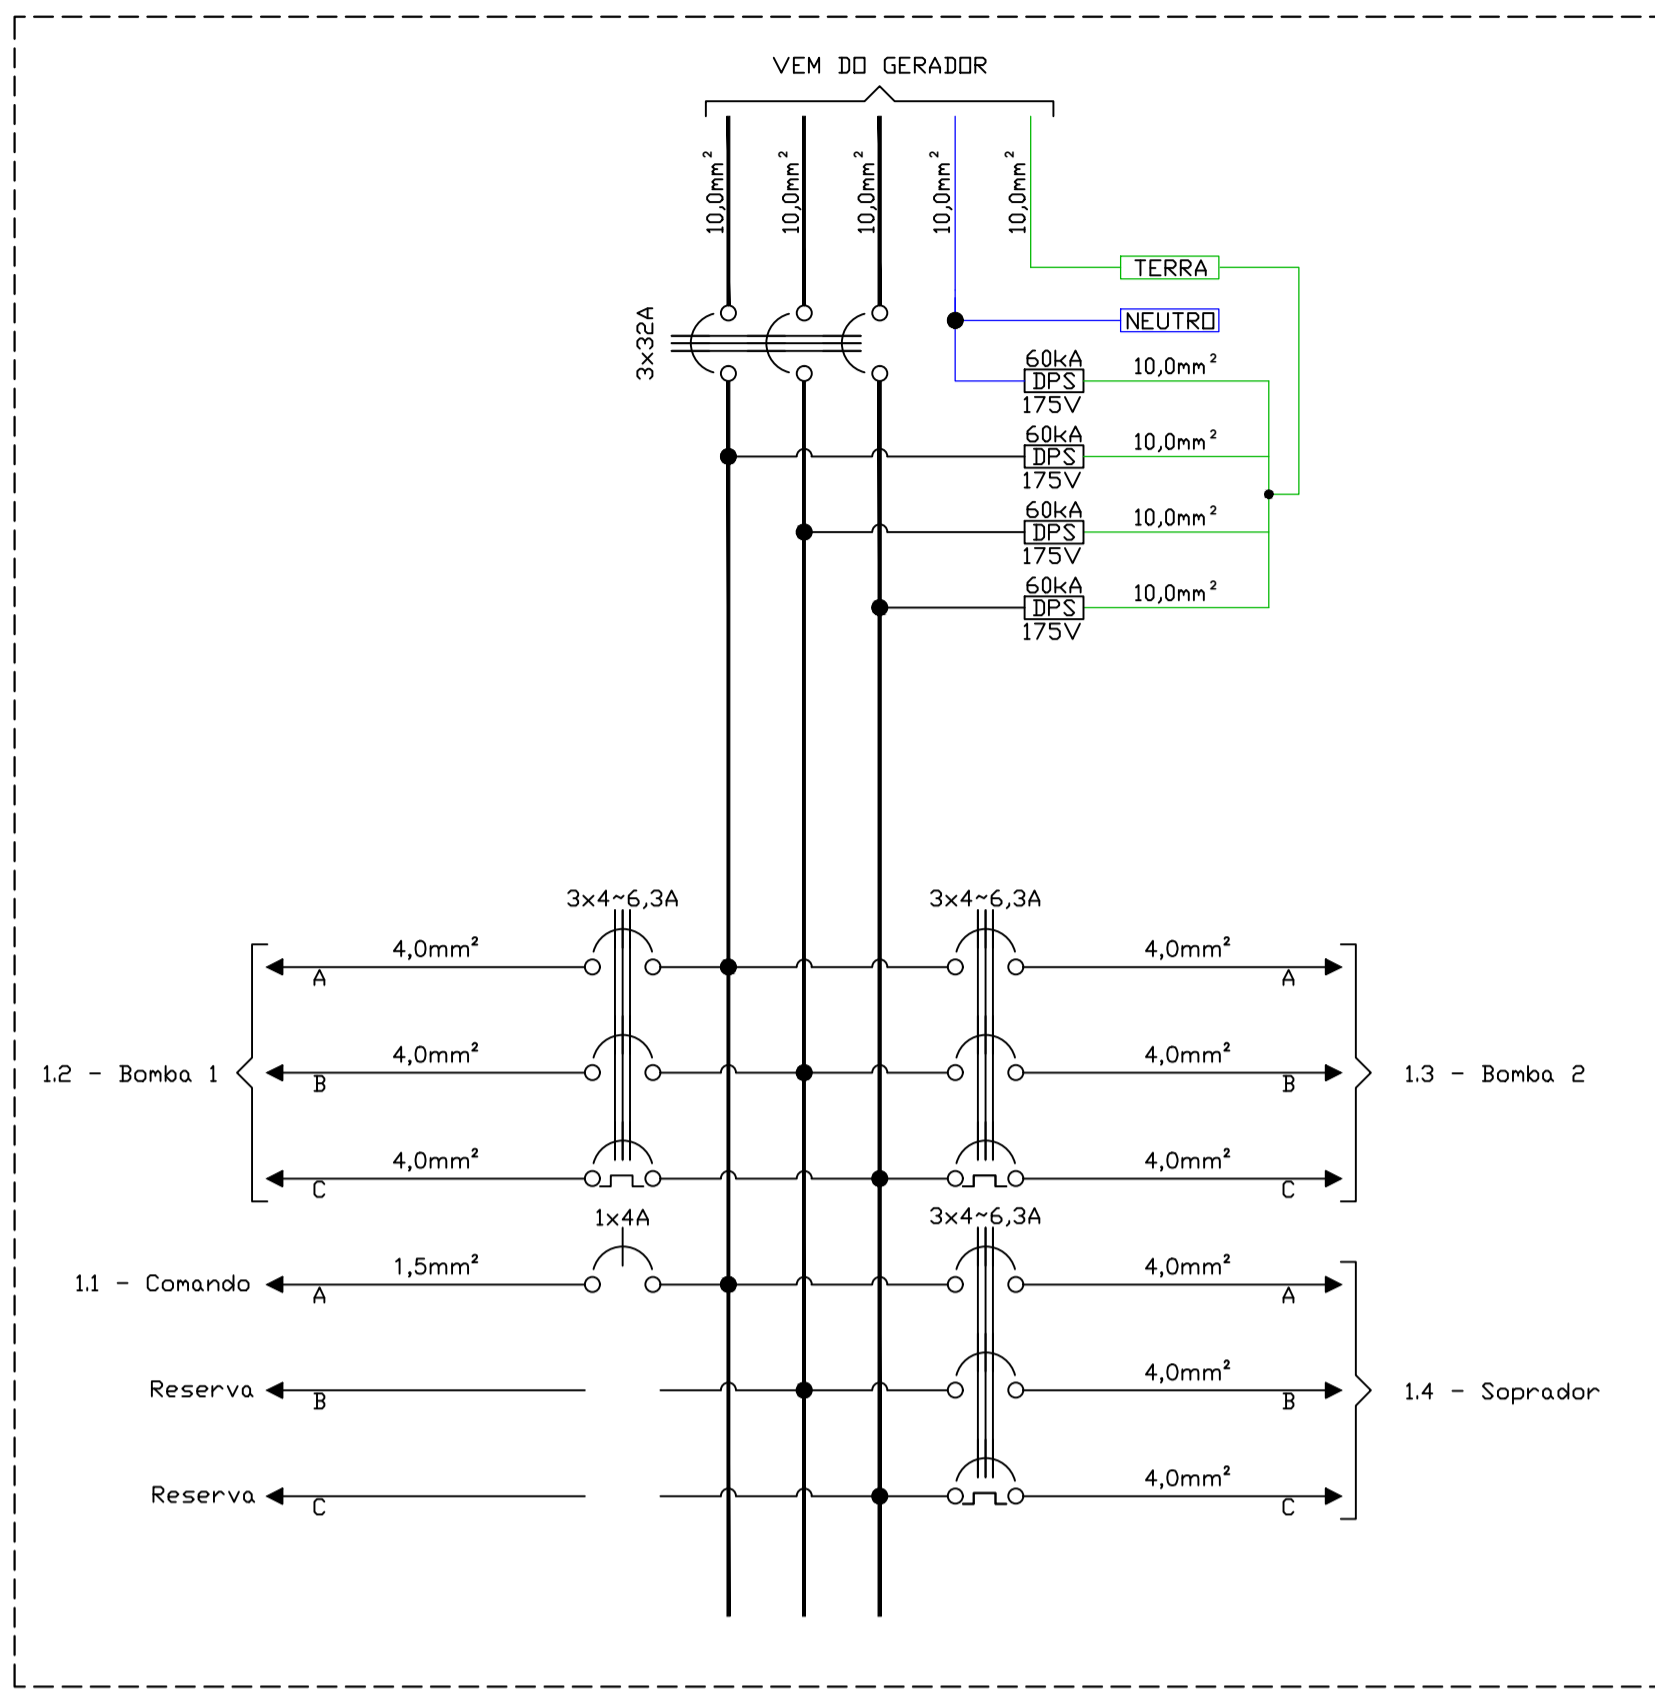 VEM DO GERADOR
10,0mm²
10,0mm²
10,0mm²
10,0mm²
10,0mm²
TERRA
NEUTRO
3x32A
60kA
DPS
175V
10,0mm²
60kA
DPS
175V
10,0mm²
60kA
DPS
175V
10,0mm²
60kA
DPS
175V
10,0mm²
3x4~6,3A
3x4~6,3A
4,0mm²
A
4,0mm²
A
1.2 - Bomba 1
4,0mm²
B
4,0mm²
B
1.3 - Bomba 2
4,0mm²
C
4,0mm²
C
1x4A
3x4~6,3A
1.1 - Comando
1,5mm²
A
4,0mm²
A
Reserva
B
4,0mm²
B
1.4 - Soprador
Reserva
C
4,0mm²
C